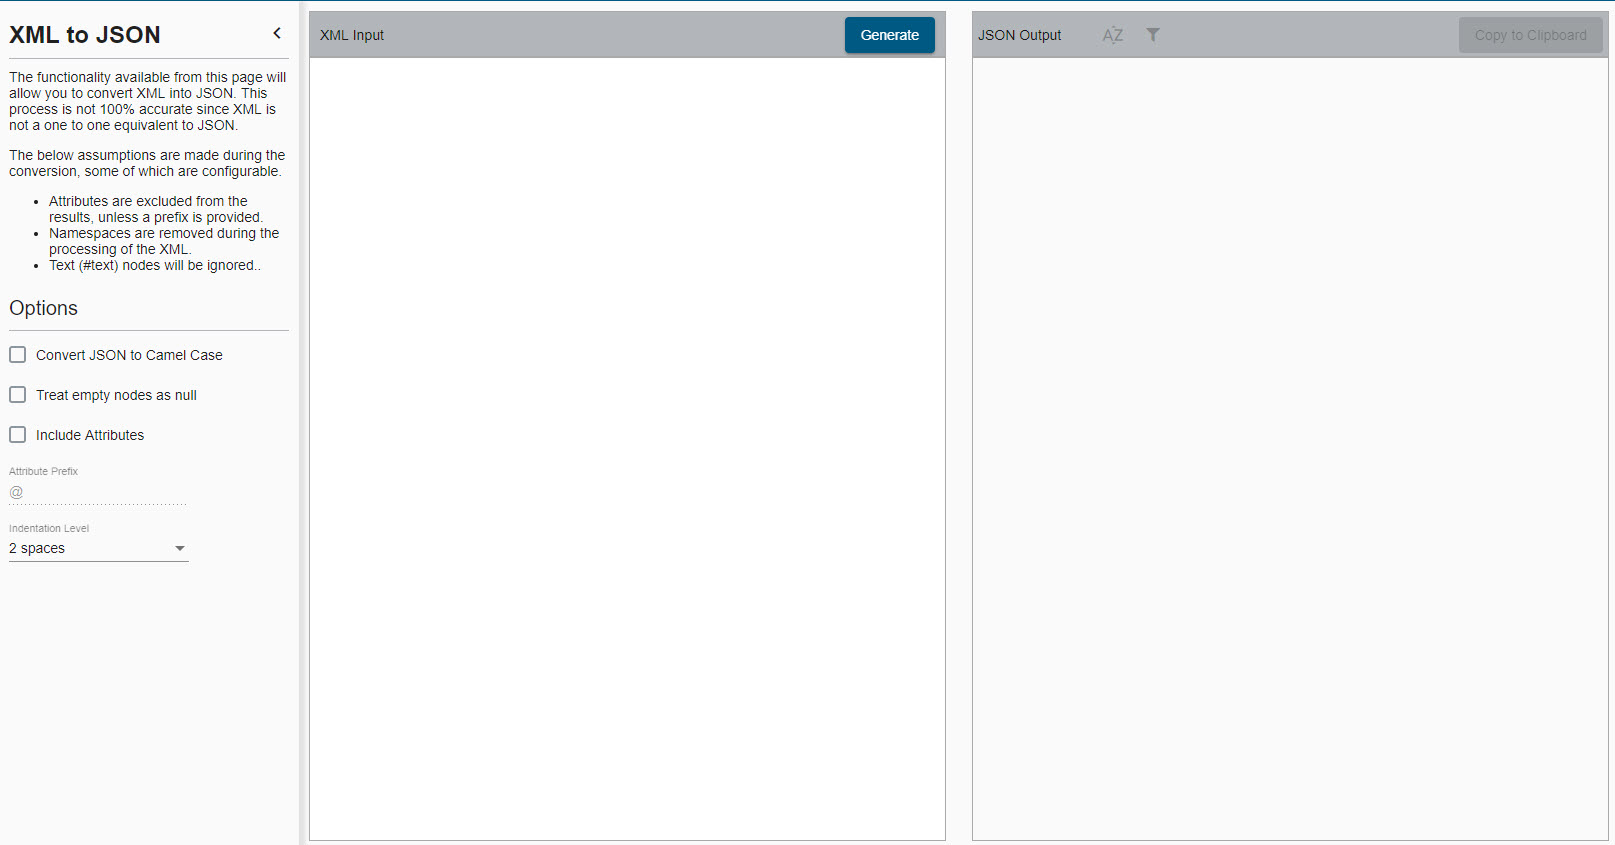 XML to JSON
The functionality available from this page will
allow you to convert XML into JSON. This
process is not 100% accurate since XML is
not a one to one equivalent to JSON.
The below assumptions are made during the
conversion, some of which are configurable.
• Attributes are excluded from the
results, unless a prefix is provided.
• Namespaces are removed during the
processing of the XML.
• Text (#text) nodes will be ignored..
Options
Convert JSON to Camel Case
Treat empty nodes as null
Include Attributes
Attribute Prefix
@
Indentation Level
2 spaces
XML Input
Generate
JSON Output
AZ
Copy to Clipboard